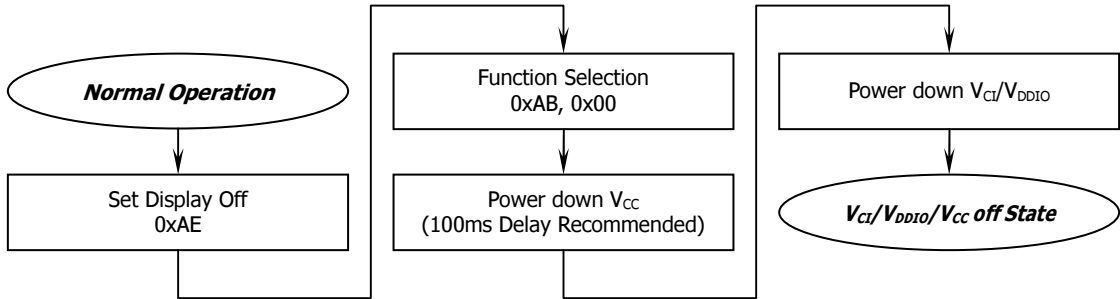 Normal Operation
Set Display Off
0xAE
Function Selection
0xAB, 0x00
Power down VCC
(100ms Delay Recommended)
Power down VCI/VDDIO
VCI/VDDIO/VCC off State